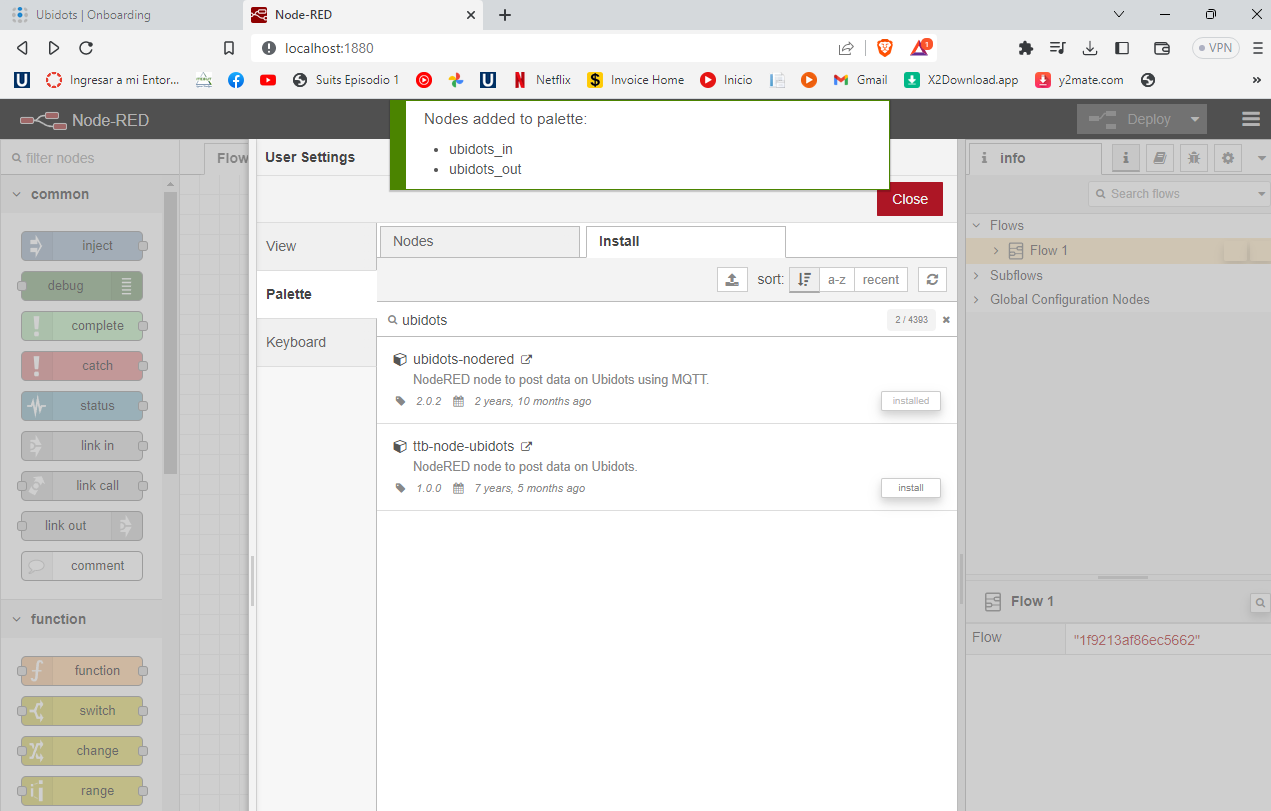 Ubidots | Onboarding
Node-RED
localhost:1880
1
VPN
Ingresar a mi Entor...
Suits Episodio 1
Netflix
Invoice Home
Inicio
Gmail
X2Download.app
y2mate.com
»
Node-RED
Deploy
Nodes added to palette:
• ubidots_in
• ubidots_out
filter nodes
Flow
User Settings
Close
info
Search flows
common
inject
debug
complete
catch
status
link in
link call
link out
comment
function
function
switch
change
range
View
Palette
Keyboard
Nodes
Install
sort:
a-z
recent
ubidots
2 / 4393
ubidots-nodered
NodeRED node to post data on Ubidots using MQTT.
2.0.2
2 years, 10 months ago
installed
ttb-node-ubidots
NodeRED node to post data on Ubidots.
1.0.0
7 years, 5 months ago
install
Flows
Flow 1
Subflows
Global Configuration Nodes
Flow 1
Flow
"1f9213af86ec5662"